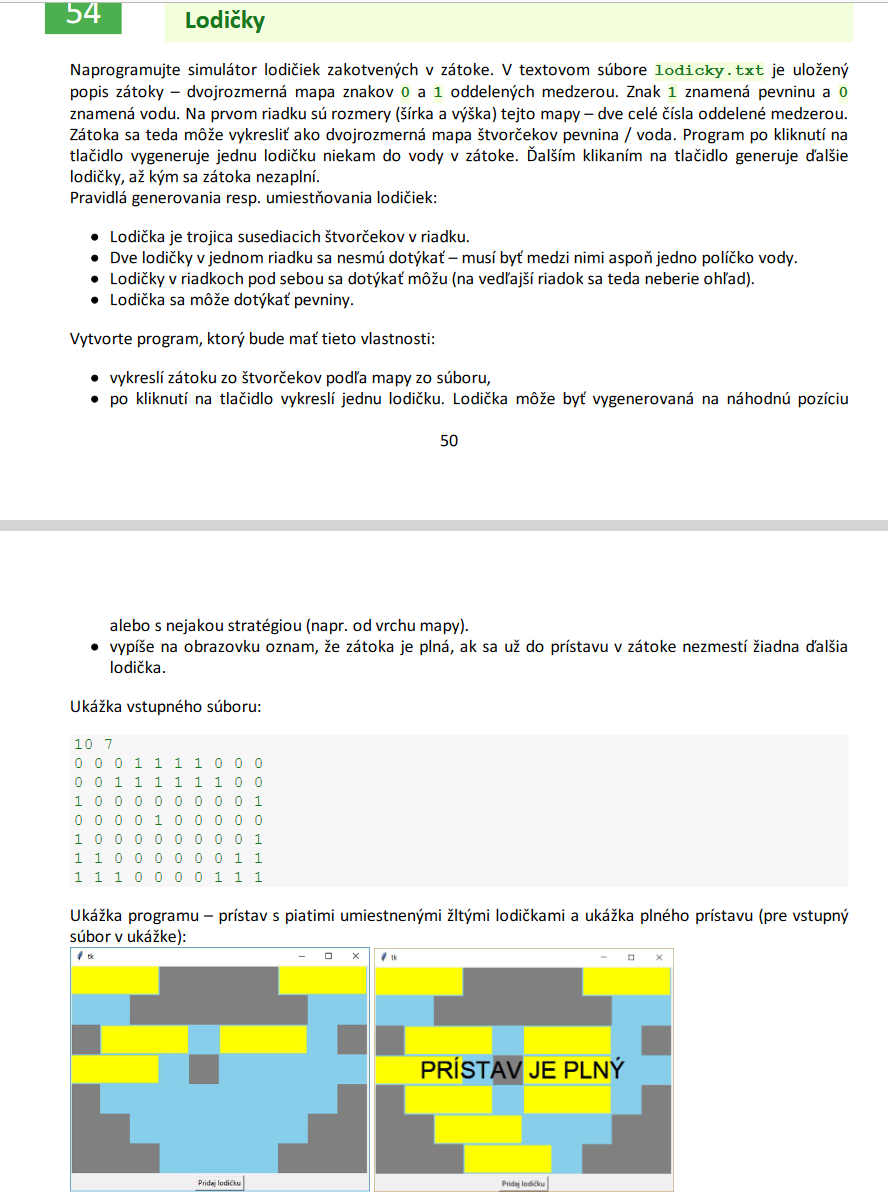 54
Lodičky
Naprogramujte simulátor lodičiek zakotvených v zátoke. V textovom súbore lodicky.txt je uložený
popis zátoky – dvojrozmerná mapa znakov 0 a 1 oddelených medzerou. Znak 1 znamená pevninu a 0
znamená vodu. Na prvom riadku sú rozmery (šírka a výška) tejto mapy – dve celé čísla oddelené medzerou.
Zátoka sa teda môže vykresliť ako dvojrozmerná mapa štvorčekov pevnina / voda. Program po kliknutí na
tlačidlo vygeneruje jednu lodičku niekam do vody v zátoke. Ďalším klikaním na tlačidlo generuje ďalšie
lodičky, až kým sa zátoka nezaplní.
Pravidlá generovania resp. umiestňovania lodičiek:
● Lodička je trojica susediacich štvorčekov v riadku.
● Dve lodičky v jednom riadku sa nesmú dotýkať – musí byť medzi nimi aspoň jedno políčko vody.
● Lodičky v riadkoch pod sebou sa dotýkať môžu (na vedľajší riadok sa teda neberie ohľad).
● Lodička sa môže dotýkať pevniny.
Vytvorte program, ktorý bude mať tieto vlastnosti:
● vykreslí zátoku zo štvorčekov podľa mapy zo súboru,
● po kliknutí na tlačidlo vykreslí jednu lodičku. Lodička môže byť vygenerovaná na náhodnú pozíciu
50
alebo s nejakou stratégiou (napr. od vrchu mapy).
● vypíše na obrazovku oznam, že zátoka je plná, ak sa už do prístavu v zátoke nezmestí žiadna ďalšia
lodička.
Ukážka vstupného súboru:
10 7
0 0 0 1 1 1 1 0 0 0
0 0 1 1 1 1 1 1 0 0
1 0 0 0 0 0 0 0 0 1
0 0 0 0 1 0 0 0 0 0
1 0 0 0 0 0 0 0 0 1
1 1 0 0 0 0 0 0 1 1
1 1 1 0 0 0 0 1 1 1
Ukážka programu – prístav s piatimi umiestnenými žltými lodičkami a ukážka plného prístavu (pre vstupný
súbor v ukážke):
tk
tk
PRÍSTAV JE PLNÝ
Pridaj lodičku
Pridaj lodičku